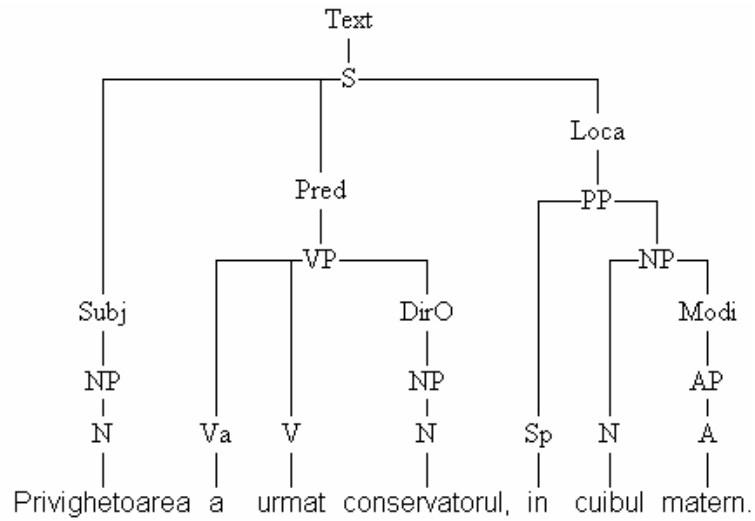 Text
S
Loca
Pred PP
VP NP
Subj DirO Modi
NP NP AP
N Va V N Sp N A
Privighetoarea a urmat conservatorul, in cuibul matern.